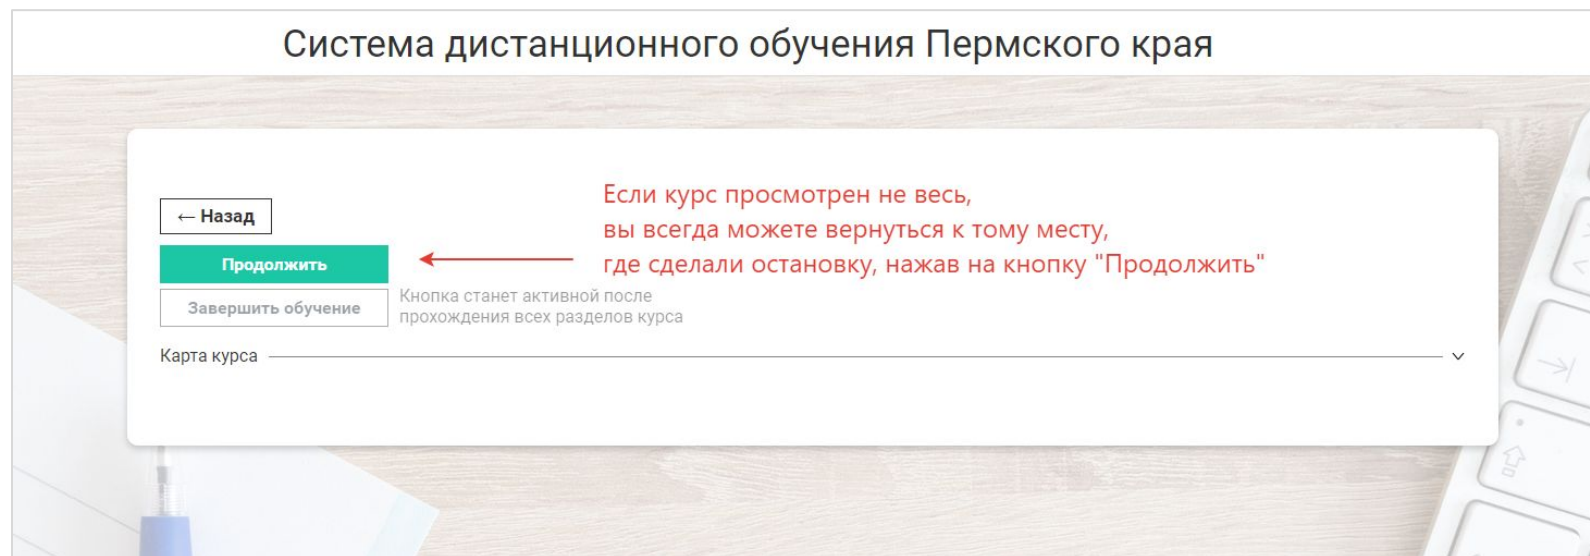 Система дистанционного обучения Пермского края
← Назад
Продолжить
Завершить обучение
Кнопка станет активной после
прохождения всех разделов курса
Карта курса
Если курс просмотрен не весь,
вы всегда можете вернуться к тому месту,
где сделали остановку, нажав на кнопку "Продолжить"